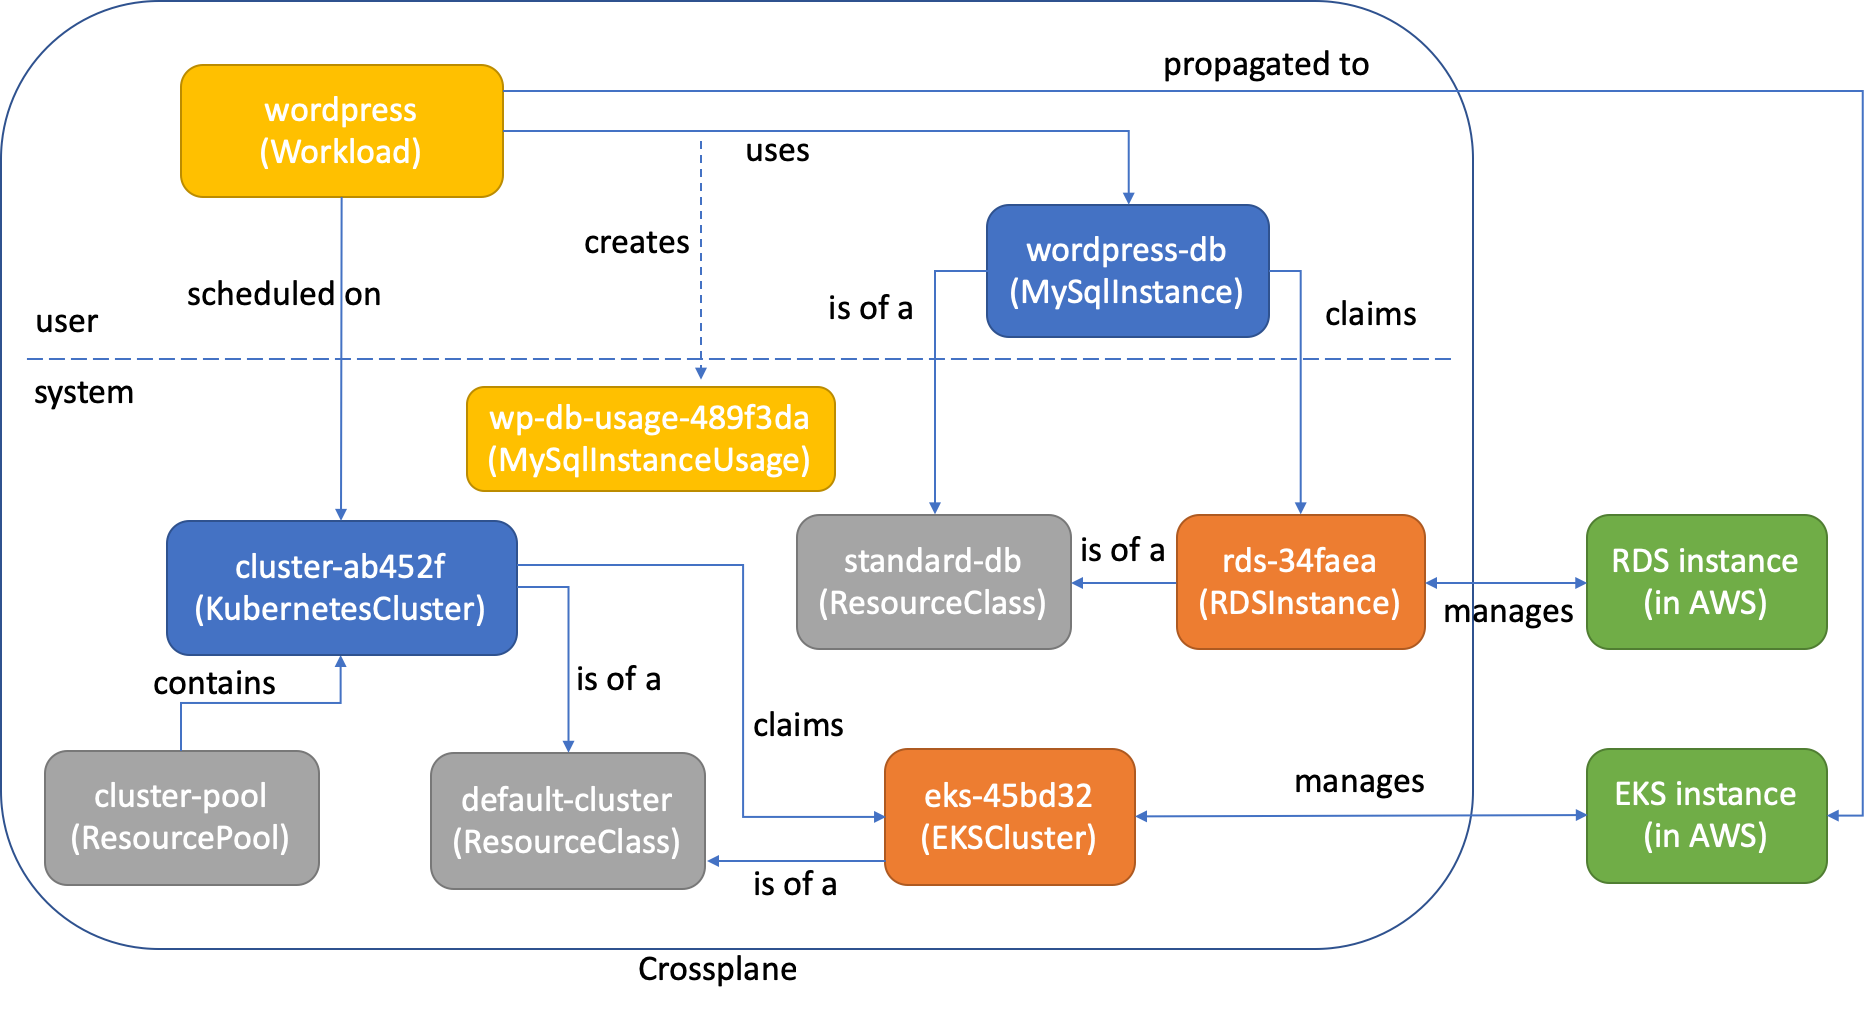 propagated to
wordpress
(Workload)
uses
creates
wordpress-db
(MySqlInstance)
scheduled on
is of a
claims
user
system
wp-db-usage-489f3da
(MySqlInstanceUsage)
cluster-ab452f
(KubernetesCluster)
standard-db
(ResourceClass)
is of a
rds-34faea
(RDSInstance)
manages
RDS instance
(in AWS)
contains
is of a
claims
cluster-pool
(ResourcePool)
default-cluster
(ResourceClass)
eks-45bd32
(EKSCluster)
manages
EKS instance
(in AWS)
is of a
Crossplane